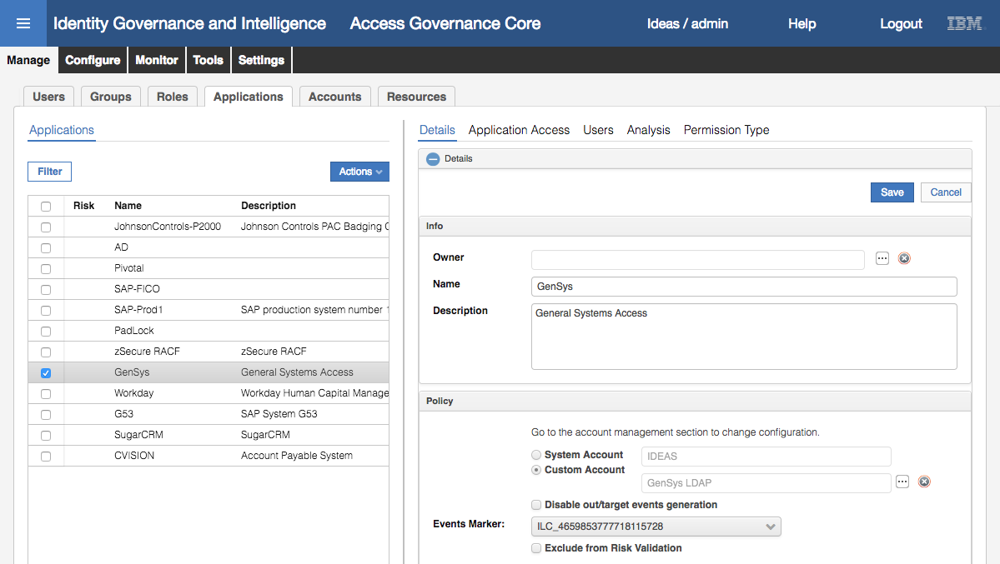 Identity Governance and Intelligence Access Governance Core Ideas / admin Help Logout IBM
Manage Configure Monitor Tools Settings
Users Groups Roles Applications Accounts Resources
Applications
Filter Actions
Risk Name Description
JohnsonControls-P2000 Johnson Controls PAC Badging
AD
Pivotal
SAP-FICO
SAP-Prod1 SAP production system number 1
PadLock
zSecure RACF zSecure RACF
GenSys General Systems Access
Workday Workday Human Capital Manage
G53 SAP System G53
SugarCRM SugarCRM
CVISION Account Payable System
Details Application Access Users Analysis Permission Type
Details
Save Cancel
Info
Owner
Name GenSys
Description General Systems Access
Policy
Go to the account management section to change configuration.
System Account IDEAS
Custom Account
GenSys LDAP
Disable out/target events generation
Events Marker: ILC_4659853777718115728
Exclude from Risk Validation